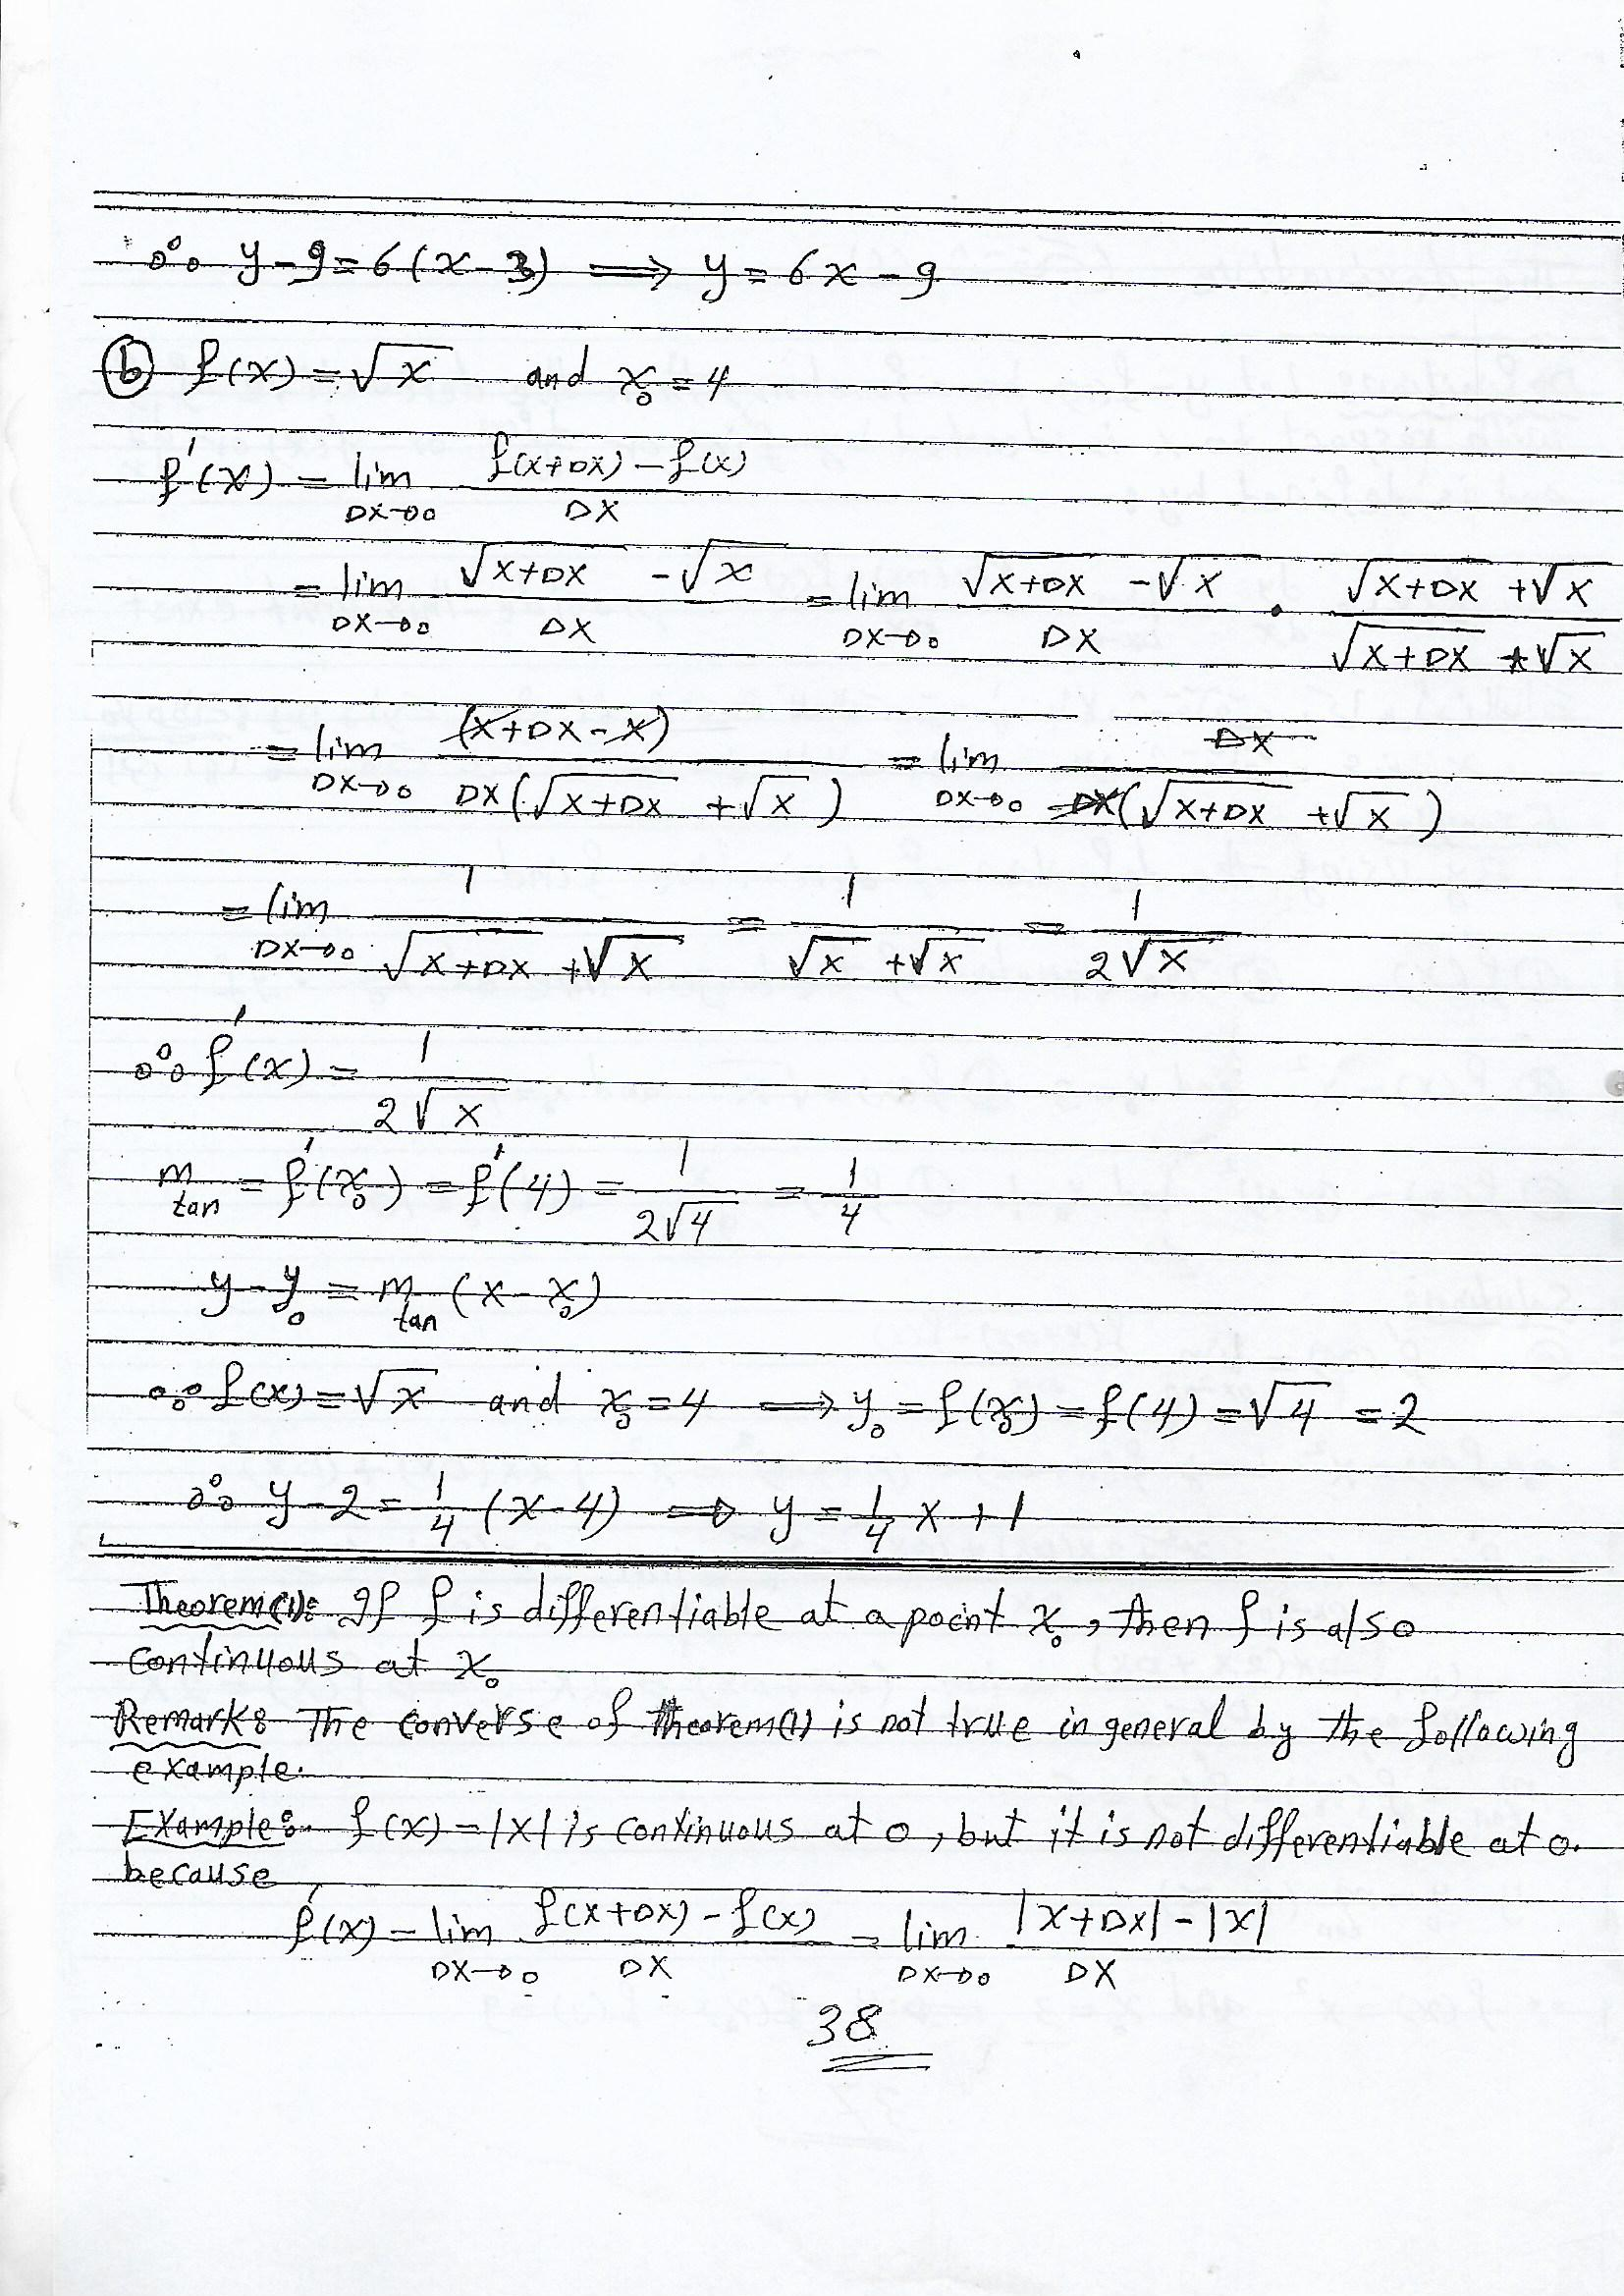 ∴ y-9=6(x-3) ⟹ y=6x-9
ⓑ f(x)=√x and x₀=4
f'(x) = lim_{Δx→0} (f(x+Δx)-f(x))/Δx
= lim_{Δx→0} (√(x+Δx) - √x)/Δx = lim_{Δx→0} (√(x+Δx) - √x)/Δx · (√(x+Δx) + √x)/(√(x+Δx) + √x)
= lim_{Δx→0} (x+Δx-x)/(Δx(√(x+Δx) + √x)) = lim_{Δx→0} Δx/(Δx(√(x+Δx) + √x))
= lim_{Δx→0} 1/(√(x+Δx) + √x) = 1/(√x + √x) = 1/(2√x)
∴ f'(x) = 1/(2√x)
m_tan = f'(x₀) = f'(4) = 1/(2√4) = 1/4
y-y₀ = m_tan (x-x₀)
∵ f(x)=√x and x₀=4 ⟹ y₀=f(x₀)=f(4)=√4=2
∴ y-2=1/4 (x-4) ⟹ y=1/4 x+1
Theorem(1): If f is differentiable at a point x₀, then f is also
continuous at x₀
Remark: The converse of theorem(1) is not true in general by the following
example.
Example:- f(x)=|x| is continuous at 0, but it is not differentiable at 0.
because
f'(x) = lim_{Δx→0} (f(x+Δx)-f(x))/Δx = lim_{Δx→0} (|x+Δx|-|x|)/Δx
38